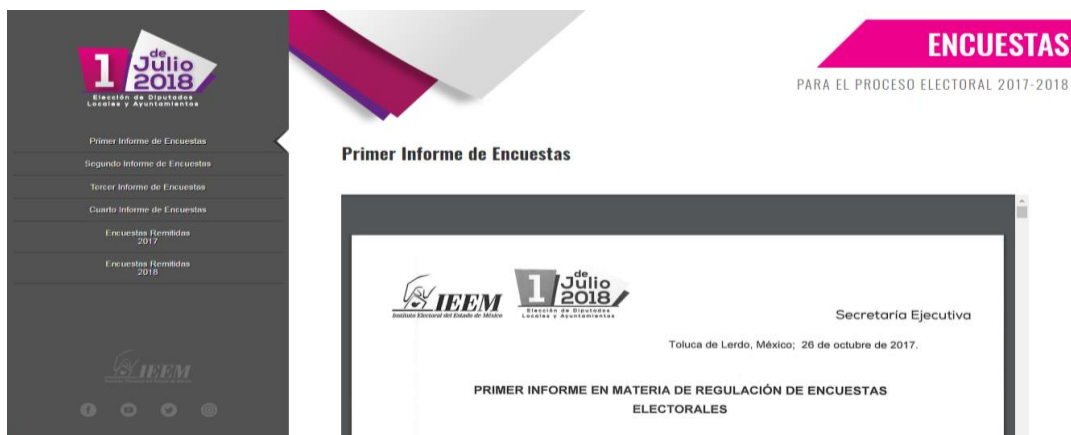 1 de Julio 2018
Elección de Diputados
Locales y Ayuntamientos
Primer Informe de Encuestas
Segundo Informe de Encuestas
Tercer Informe de Encuestas
Cuarto Informe de Encuestas
Encuestas Remitidas
2017
Encuestas Remitidas
2018
IEEM
ENCUESTAS
PARA EL PROCESO ELECTORAL 2017-2018
Primer Informe de Encuestas
IEEM
Instituto Electoral del Estado de México
1 de Julio 2018
Elección de Diputados
Locales y Ayuntamientos
Secretaría Ejecutiva
Toluca de Lerdo, México; 26 de octubre de 2017.
PRIMER INFORME EN MATERIA DE REGULACIÓN DE ENCUESTAS
ELECTORALES